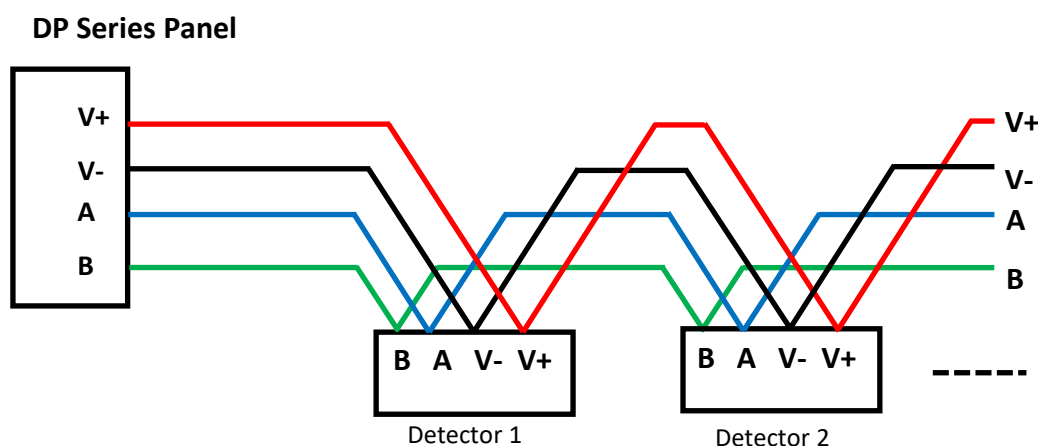 DP Series Panel
V+
V-
A
B
V+
V-
A
B
B A V- V+
Detector 1
B A V- V+
Detector 2